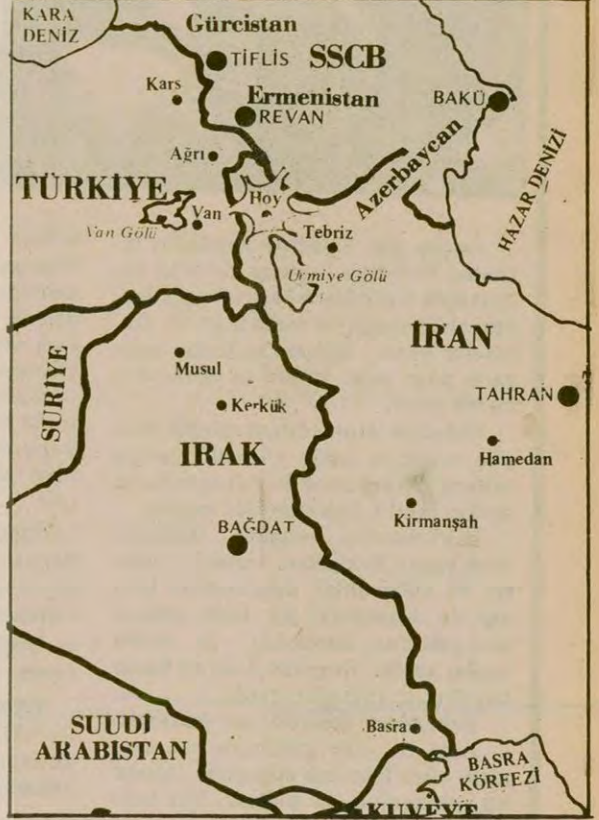 KARA
DENİZ
Gürcistan
TİFLİS
SSCB
Kars
Ermenistan
REVAN
BAKÜ
Ağrı
Azerbaycan
HAZAR DENİZİ
TÜRKİYE
Hoy
Van
Van Gölü
Tebriz
Urmiye Gölü
İRAN
SURİYE
Musul
TAHRAN
Kerkük
Hamedan
IRAK
Kirmanşah
BAĞDAT
SUUDİ
ARABİSTAN
Basra
BASRA
KÖRFEZİ
KUVEYT